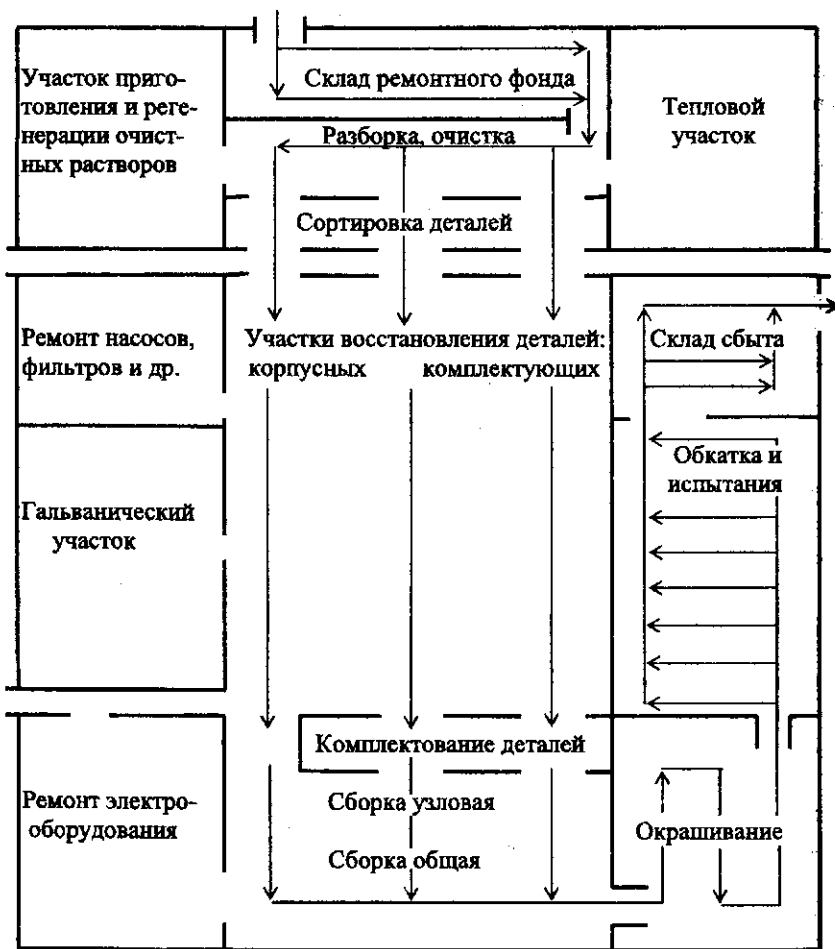 Участок приго-
товления и реге-
нерации очист-
ных растворов
Склад ремонтного фонда
Тепловой
участок
Разборка, очистка
Сортировка деталей
Ремонт насосов,
фильтров и др.
Участки восстановления деталей:
корпусных комплектующих
Склад сбыта
Обкатка и
испытания
Гальванический
участок
Комплектование деталей
Ремонт электро-
оборудования
Сборка узловая
Сборка общая
Окрашивание